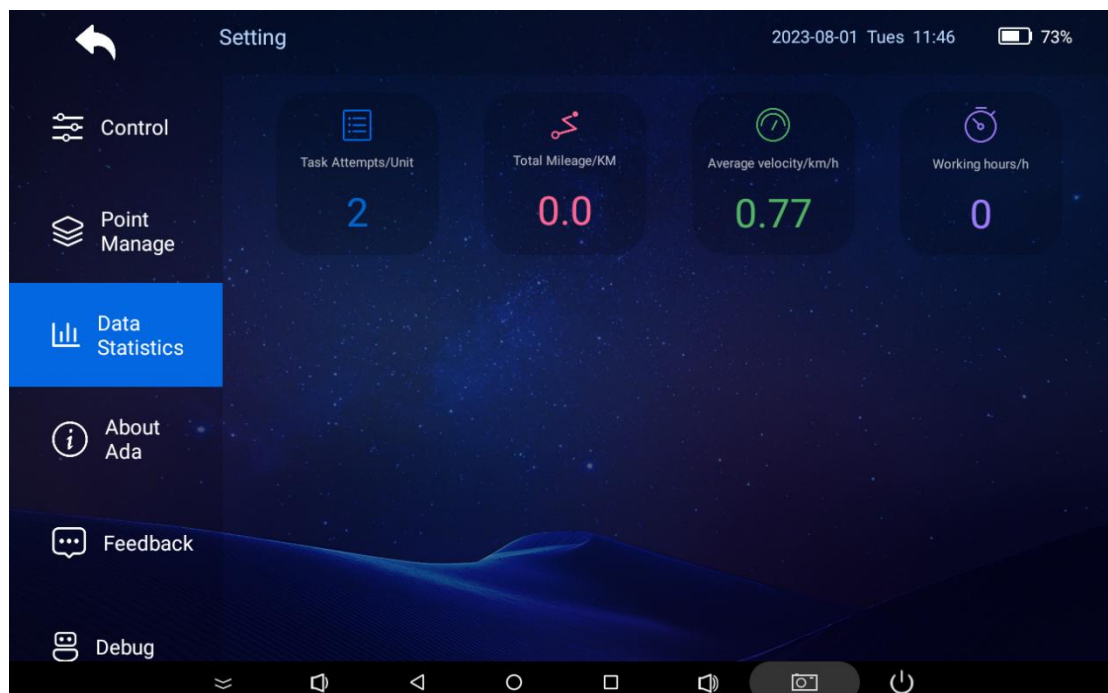 Setting
2023-08-01 Tues 11:46
73%
Control
Point
Manage
Data
Statistics
About
Ada
Feedback
Debug
Task Attempts/Unit
2
Total Mileage/KM
0.0
Average velocity/km/h
0.77
Working hours/h
0